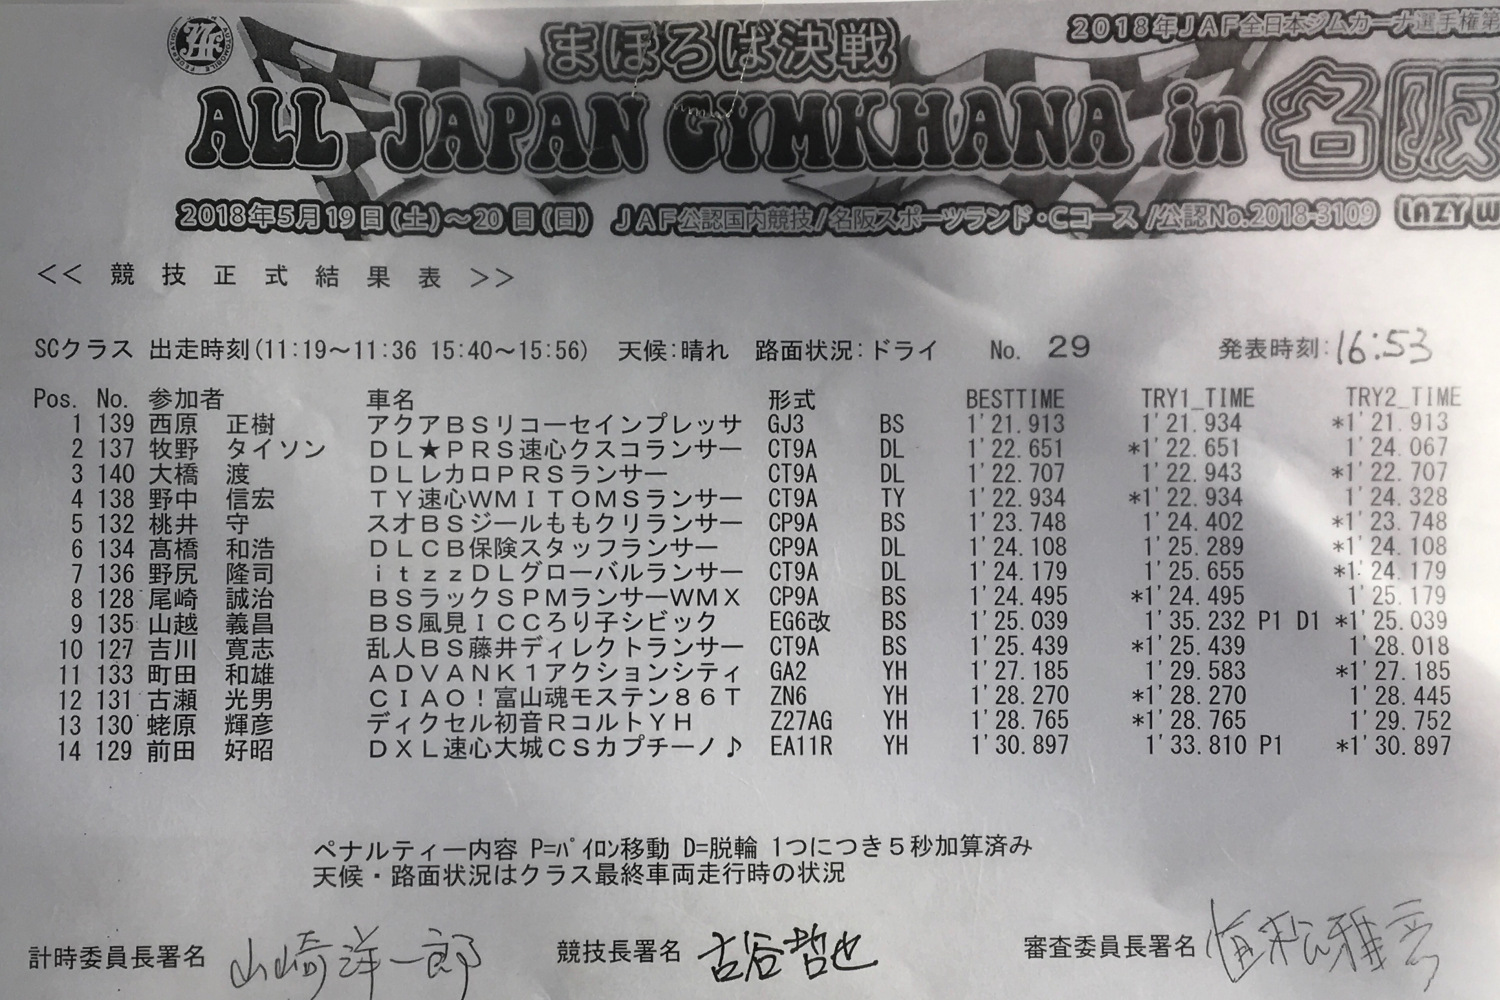 まほろば決戦
2018年JAF全日本ジムカーナ選手権第
ALL JAPAN GYMKHANA in 名阪
2018年5月19日(土)～20日(日) JAF公認国内競技/名阪スポーツランド・Cコース/公認No.2018-3109 LAZY W
<< 競技正式結果表 >>
SCクラス 出走時刻(11:19～11:36 15:40～15:56) 天候:晴れ 路面状況:ドライ No. 29 発表時刻:16:53
Pos. No. 参加者 車名 形式 BESTTIME TRY1_TIME TRY2_TIME
1 139 西原 正樹 アクアBSリコーセインプレッサ GJ3 BS 1'21.913 1'21.934 *1'21.913
2 137 牧野 タイソン DL★PRS速心クスコランサー CT9A DL 1'22.651 *1'22.651 1'24.067
3 140 大橋 渡 DLレカロPRSランサー CT9A DL 1'22.707 1'22.943 *1'22.707
4 138 野中 信宏 TY速心WMITOMSランサー CT9A TY 1'22.934 *1'22.934 1'24.328
5 132 桃井 守 スオBSジールももクリランサー CP9A BS 1'23.748 1'24.402 *1'23.748
6 134 髙橋 和浩 DLCB保険スタッフランサー CP9A DL 1'24.108 1'25.289 *1'24.108
7 136 野尻 隆司 itzzDLグローバルランサー CT9A DL 1'24.179 1'25.655 *1'24.179
8 128 尾崎 誠治 BSラックSPMランサーWMX CP9A BS 1'24.495 *1'24.495 1'25.179
9 135 山越 義昌 BS風見ICCろり子シビック EG6改 BS 1'25.039 1'35.232 P1 D1 *1'25.039
10 127 吉川 寛志 乱人BS藤井ディレクトランサー CT9A BS 1'25.439 *1'25.439 1'28.018
11 133 町田 和雄 ADVANK1アクションシティ GA2 YH 1'27.185 1'29.583 *1'27.185
12 131 古瀬 光男 CIAO!富山魂モステン86T ZN6 YH 1'28.270 *1'28.270 1'28.445
13 130 蛯原 輝彦 ディクセル初音RコルトYH Z27AG YH 1'28.765 *1'28.765 1'29.752
14 129 前田 好昭 DXL速心大城CSカプチーノ♪ EA11R YH 1'30.897 1'33.810 P1 *1'30.897
ペナルティー内容 P=ﾊﾟｲﾛﾝ移動 D=脱輪 1つにつき5秒加算済み
天候・路面状況はクラス最終車両走行時の状況
計時委員長署名 山崎洋一郎 競技長署名 古谷哲也 審査委員長署名 植松雅彦